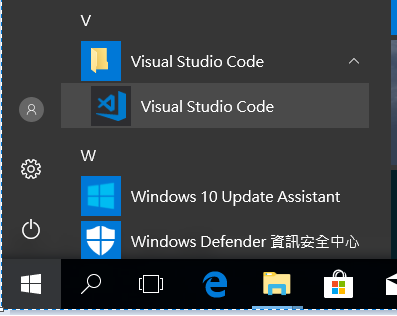 V
Visual Studio Code
Visual Studio Code
W
Windows 10 Update Assistant
Windows Defender 資訊安全中心